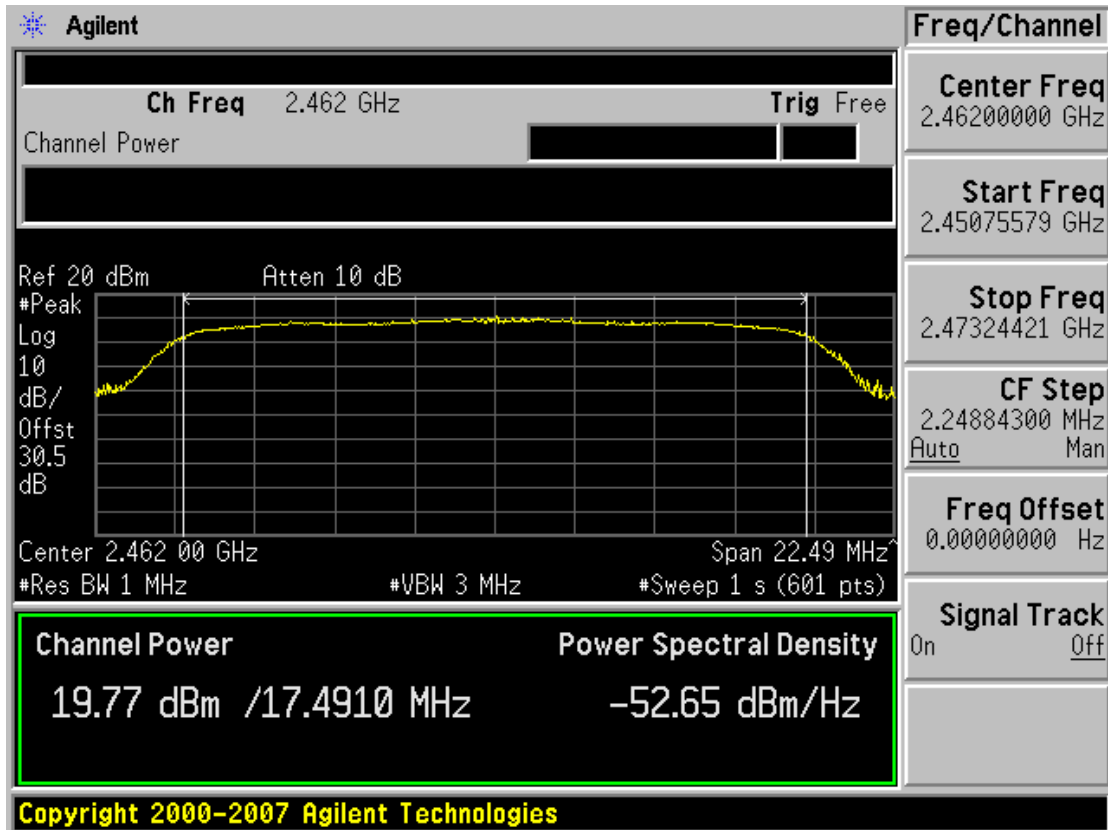 Agilent
Freq/Channel
Ch Freq 2.462 GHz Trig Free
Channel Power
Ref 20 dBm Atten 10 dB
#Peak
Log
10
dB/
Offst
30.5
dB
Center 2.462 00 GHz Span 22.49 MHz^
#Res BW 1 MHz #VBW 3 MHz #Sweep 1 s (601 pts)
Channel Power Power Spectral Density
19.77 dBm /17.4910 MHz -52.65 dBm/Hz
Center Freq
2.46200000 GHz
Start Freq
2.45075579 GHz
Stop Freq
2.47324421 GHz
CF Step
2.24884300 MHz
Auto Man
Freq Offset
0.00000000 Hz
Signal Track
On Off
Copyright 2000-2007 Agilent Technologies